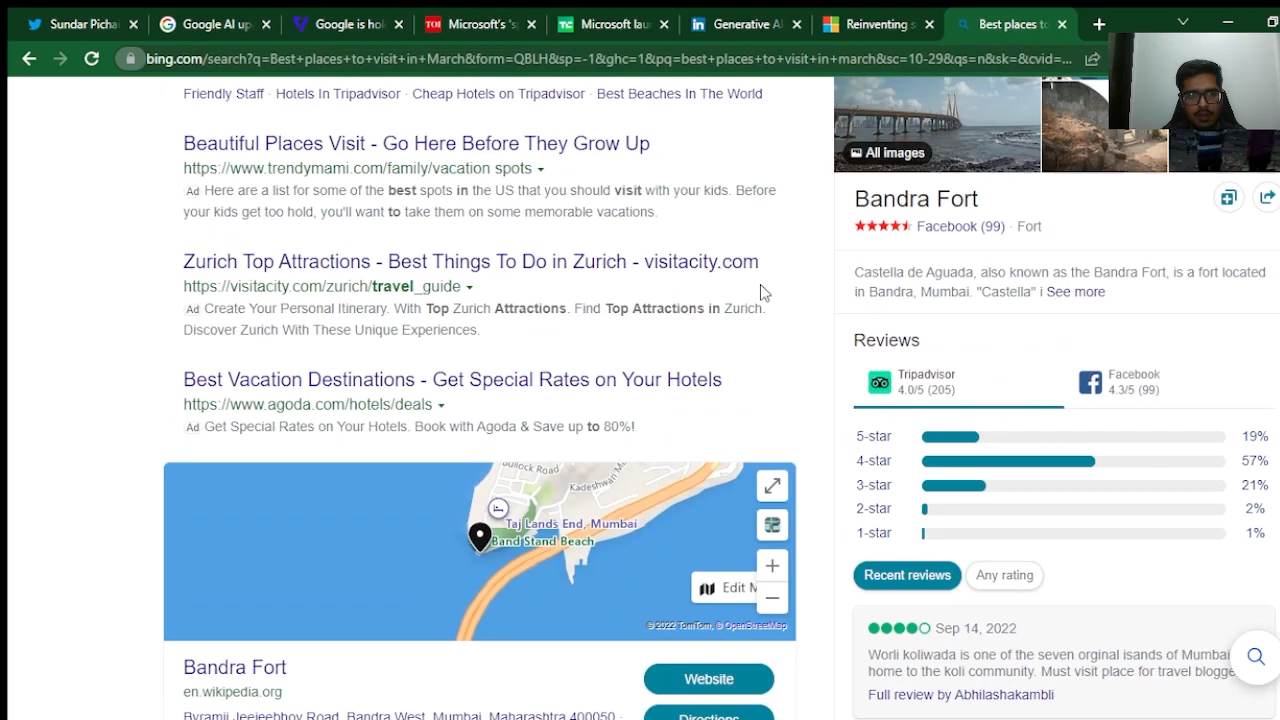 Sundar Picha
Google AI up
Google is ho
TOI
Microsoft's 's
TC
Microsoft lau
in
Generative A
Reinventing s
Best places to
bing.com/search?q=Best+places+to+visit+in+March&form=QBLH&sp=-1&ghc=1&pq=best+places+to+visit+in+march&sc=10-29&qs=n&sk=&cvid=...
Friendly Staff · Hotels In Tripadvisor · Cheap Hotels on Tripadvisor · Best Beaches In The World
Beautiful Places Visit - Go Here Before They Grow Up
https://www.trendymami.com/family/vacation spots
Ad Here are a list for some of the best spots in the US that you should visit with your kids. Before
your kids get too hold, you'll want to take them on some memorable vacations.
Zurich Top Attractions - Best Things To Do in Zurich - visitacity.com
https://visitacity.com/zurich/travel_guide
Ad Create Your Personal Itinerary. With Top Zurich Attractions. Find Top Attractions in Zurich.
Discover Zurich With These Unique Experiences.
Best Vacation Destinations - Get Special Rates on Your Hotels
https://www.agoda.com/hotels/deals
Ad Get Special Rates on Your Hotels. Book with Agoda & Save up to 80%!
Bullock Road
Kadeshwari M
Taj Lands End, Mumbai
Band Stand Beach
Edit M
© 2022 TomTom, © OpenStreetMap
Bandra Fort
en.wikipedia.org
Byramji Jeejeebhoy Road, Bandra West, Mumbai, Maharashtra 400050 ·
Website
Directions
All images
Bandra Fort
Facebook (99) · Fort
Castella de Aguada, also known as the Bandra Fort, is a fort located
in Bandra, Mumbai. "Castella" i See more
Reviews
Tripadvisor
4.0/5 (205)
Facebook
4.3/5 (99)
5-star 19%
4-star 57%
3-star 21%
2-star 2%
1-star 1%
Recent reviews
Any rating
Sep 14, 2022
Worli koliwada is one of the seven orginal isands of Mumbai
home to the koli community. Must visit place for travel blogge
Full review by Abhilashakambli